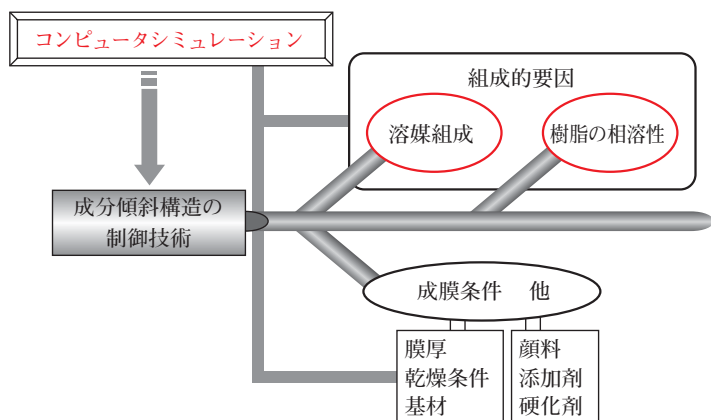 コンピュータシミュレーション
組成的要因
溶媒組成
樹脂の相溶性
成分傾斜構造の
制御技術
成膜条件　他
膜厚
乾燥条件
基材
顔料
添加剤
硬化剤